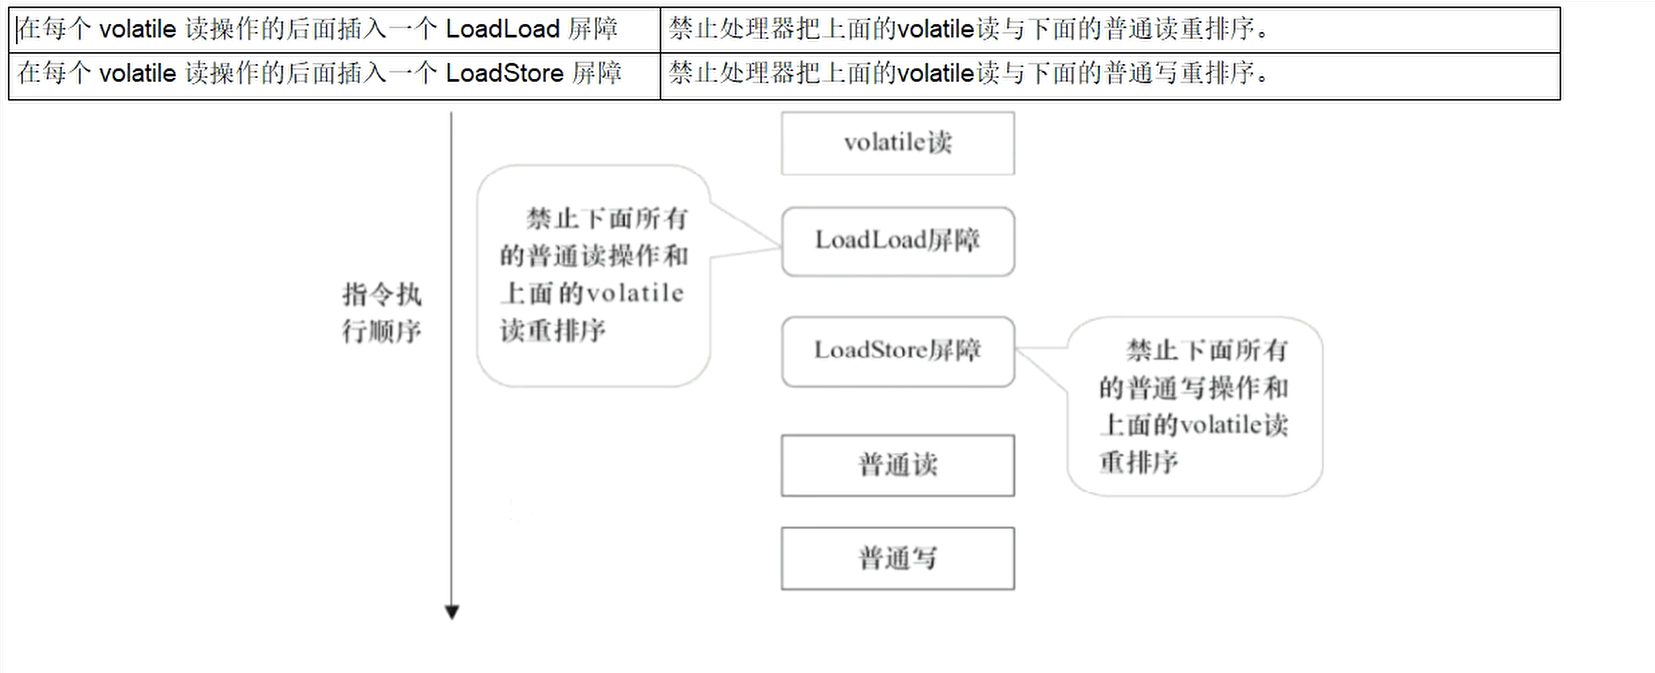 在每个 volatile 读操作的后面插入一个 LoadLoad 屏障 禁止处理器把上面的volatile读与下面的普通读重排序。
在每个 volatile 读操作的后面插入一个 LoadStore 屏障 禁止处理器把上面的volatile读与下面的普通写重排序。
volatile读
禁止下面所有
的普通读操作和
上面的volatile
读重排序
LoadLoad屏障
指令执
行顺序
LoadStore屏障
禁止下面所有
的普通写操作和
上面的volatile读
重排序
普通读
普通写